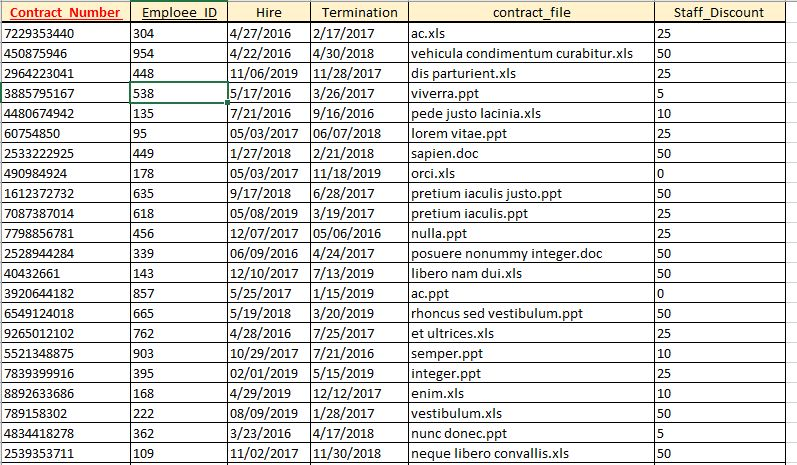 Contract_Number Emploee_ID Hire Termination contract_file Staff_Discount
7229353440 304 4/27/2016 2/17/2017 ac.xls 25
450875946 954 4/22/2016 4/30/2018 vehicula condimentum curabitur.xls 50
2964223041 448 11/06/2019 11/28/2017 dis parturient.xls 25
3885795167 538 5/17/2016 3/26/2017 viverra.ppt 5
4480674942 135 7/21/2016 9/16/2016 pede justo lacinia.xls 10
60754850 95 05/03/2017 06/07/2018 lorem vitae.ppt 25
2533222925 449 1/27/2018 2/21/2018 sapien.doc 50
490984924 178 05/03/2017 11/18/2019 orci.xls 0
1612372732 635 9/17/2018 6/28/2017 pretium iaculis justo.ppt 50
7087387014 618 05/08/2019 3/19/2017 pretium iaculis.ppt 25
7798856781 456 12/07/2017 05/06/2016 nulla.ppt 25
2528944284 339 06/09/2016 4/24/2017 posuere nonummy integer.doc 50
40432661 143 12/10/2017 7/13/2019 libero nam dui.xls 50
3920644182 857 5/25/2017 1/15/2019 ac.ppt 0
6549124018 665 5/19/2018 3/20/2019 rhoncus sed vestibulum.ppt 50
9265012102 762 4/28/2016 7/25/2017 et ultrices.xls 25
5521348875 903 10/29/2017 7/21/2016 semper.ppt 10
7839399916 395 02/01/2019 5/15/2019 integer.ppt 25
8892633686 168 4/29/2019 12/12/2017 enim.xls 10
789158302 222 08/09/2019 1/28/2017 vestibulum.xls 50
4834418278 362 3/23/2016 4/17/2018 nunc donec.ppt 5
2539353711 109 11/02/2017 11/30/2018 neque libero convallis.xls 50